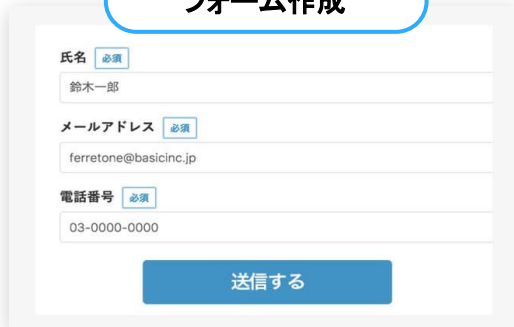 フォーム作成
氏名 必須
鈴木一郎
メールアドレス 必須
ferretone@basicinc.jp
電話番号 必須
03-0000-0000
送信する